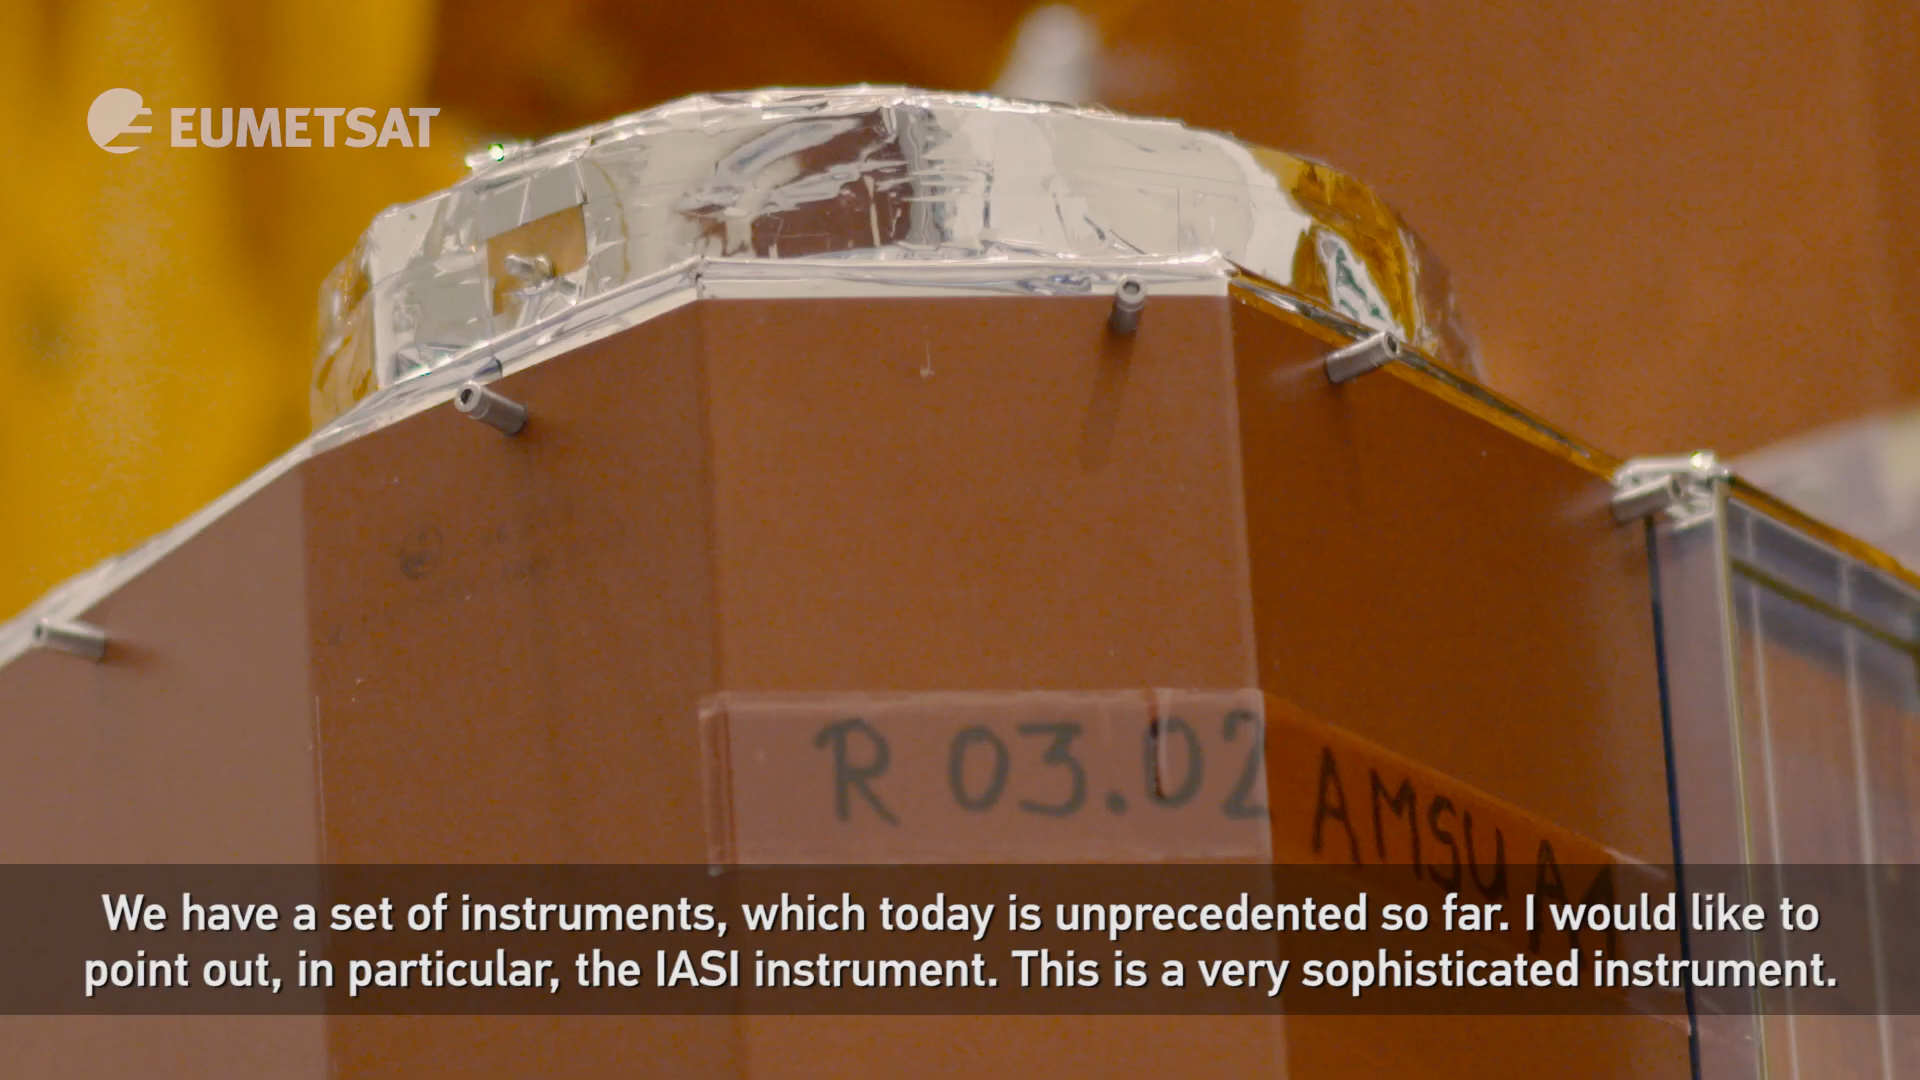 EUMETSAT
R 03.02
AMSU A1
We have a set of instruments, which today is unprecedented so far. I would like to
point out, in particular, the IASI instrument. This is a very sophisticated instrument.